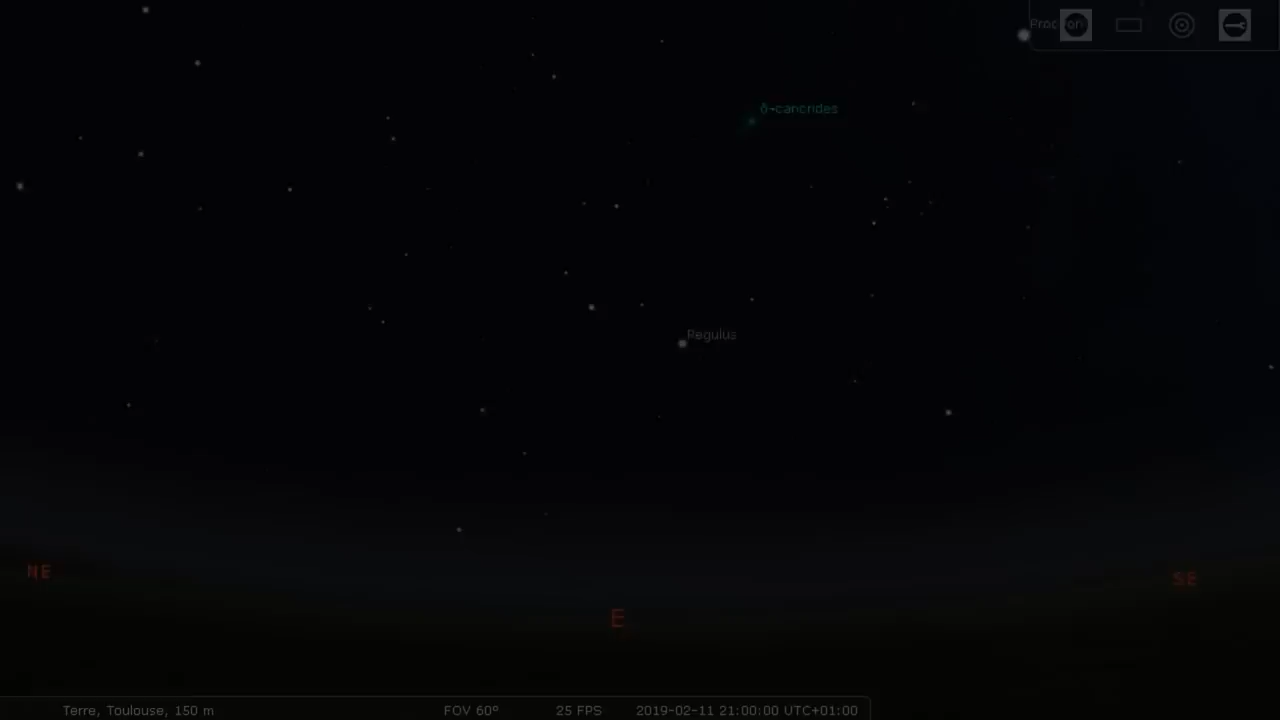 Procyon
δ-cancrides
Regulus
NE
SE
E
Terre, Toulouse, 150 m FOV 60° 25 FPS 2019-02-11 21:00:00 UTC+01:00